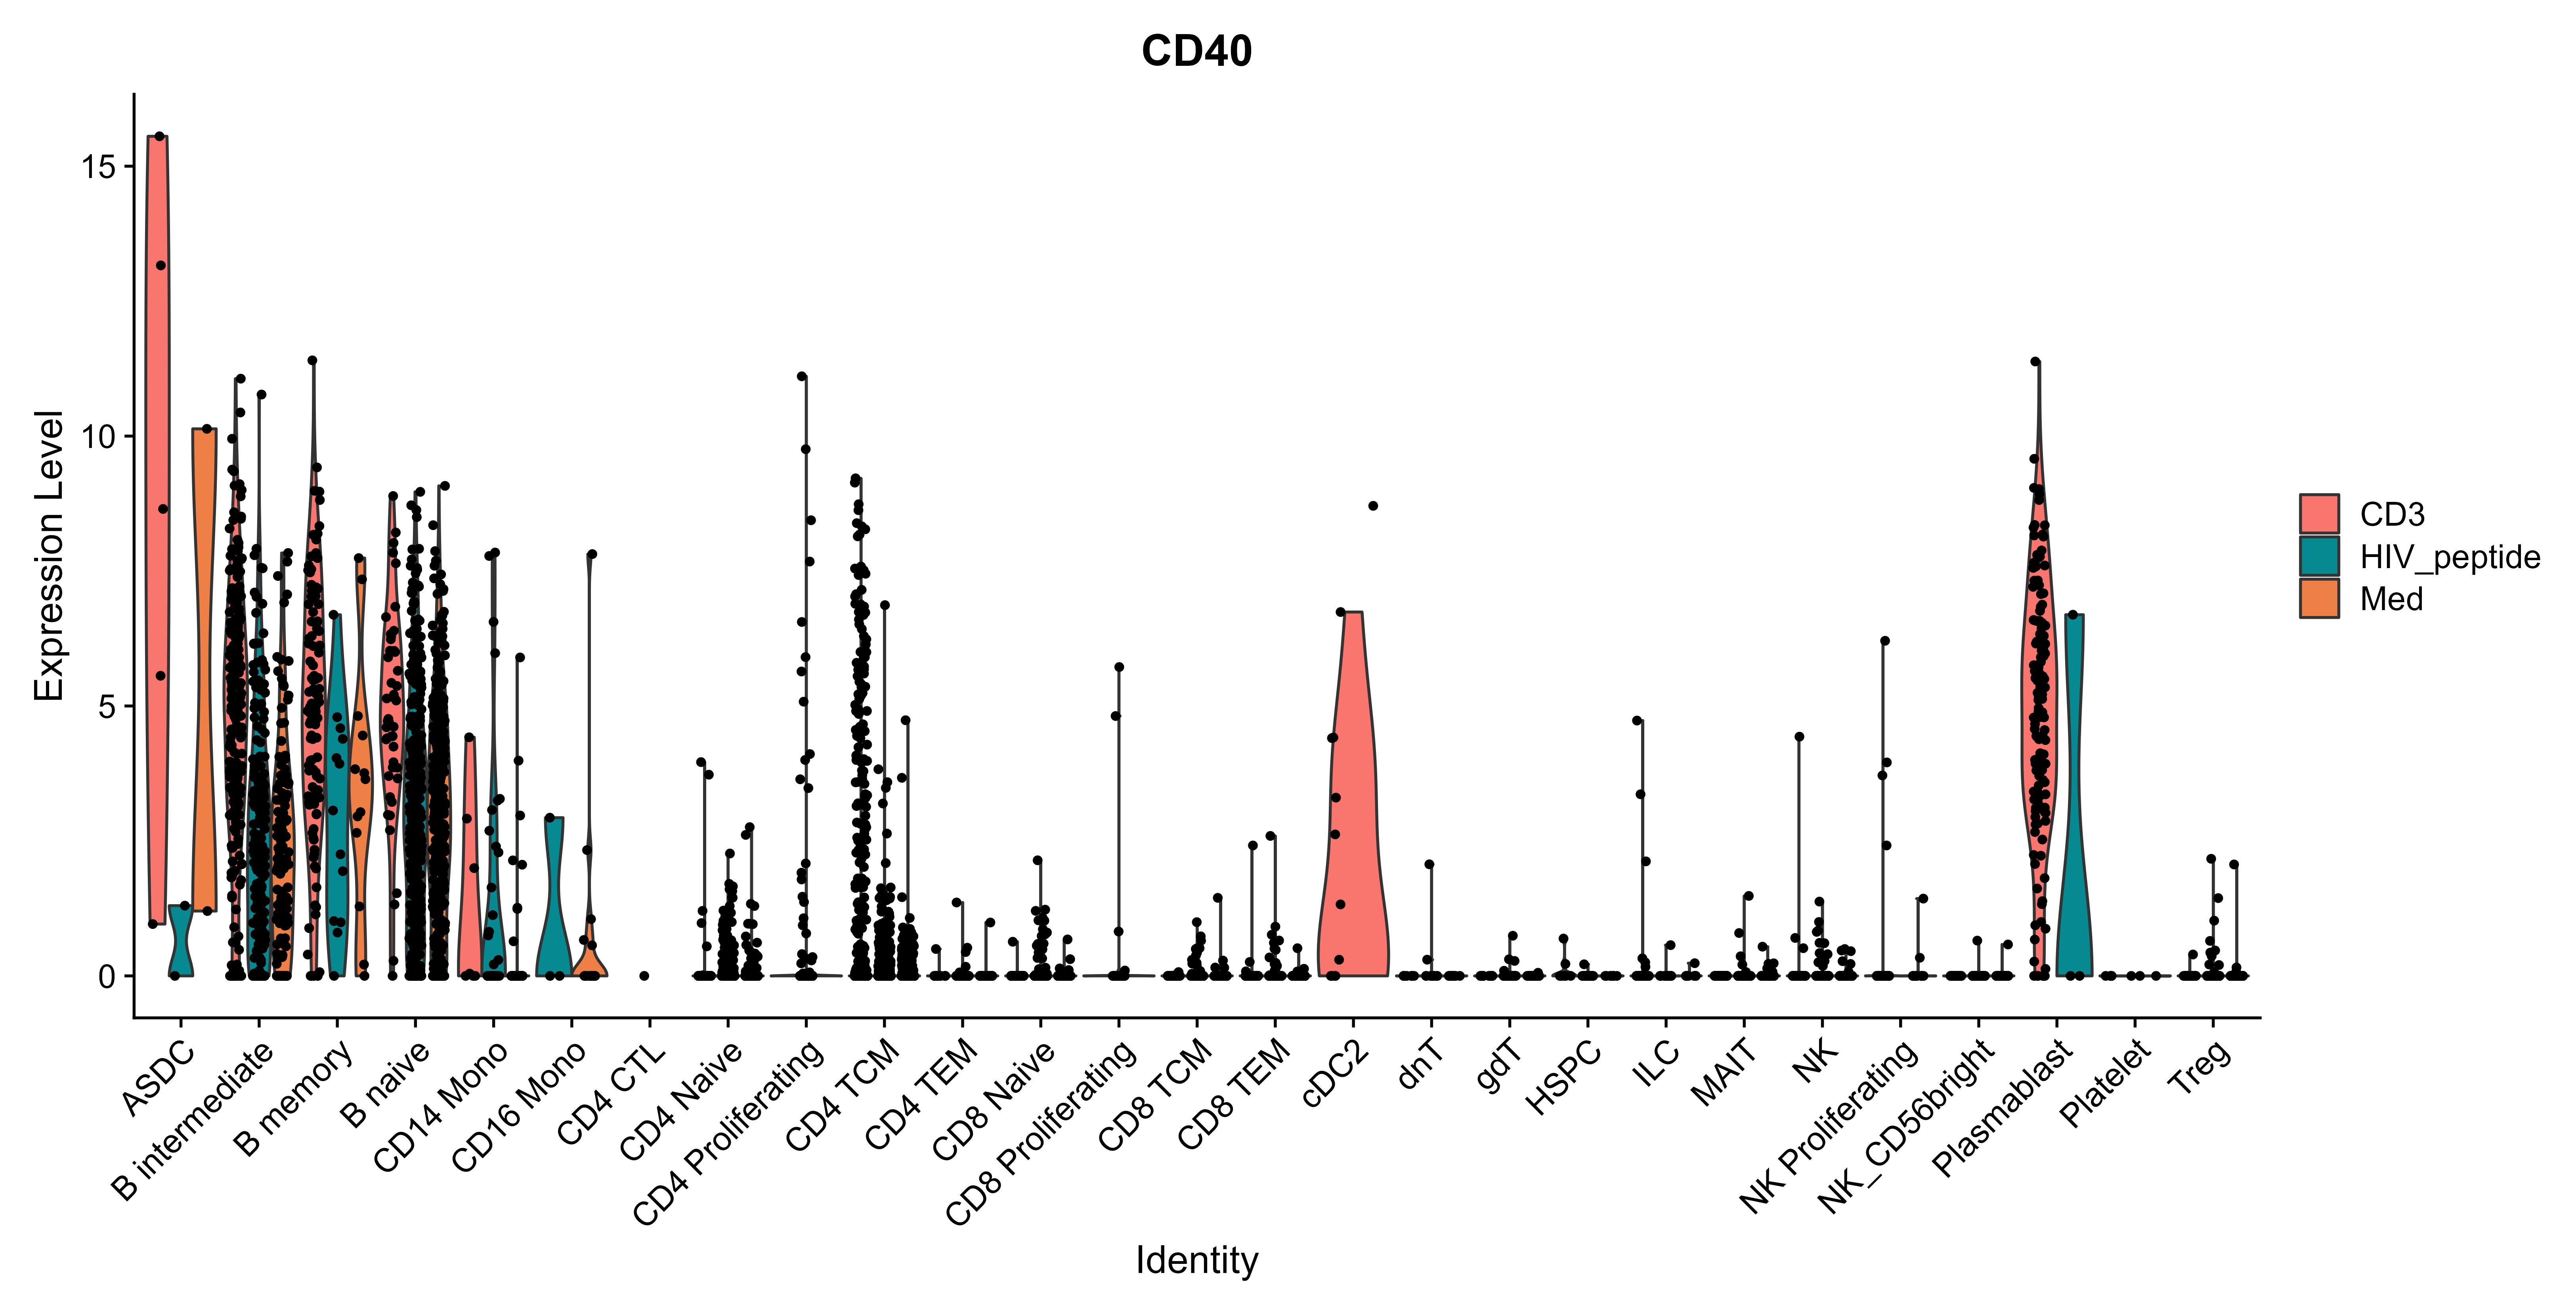 CD40
Expression Level
15
10
5
0
ASDC
B intermediate
B memory
B naive
CD14 Mono
CD16 Mono
CD4 CTL
CD4 Naive
CD4 Proliferating
CD4 TCM
CD4 TEM
CD8 Naive
CD8 Proliferating
CD8 TCM
CD8 TEM
cDC2
dnT
gdT
HSPC
ILC
MAIT
NK
NK Proliferating
NK_CD56bright
Plasmablast
Platelet
Treg
Identity
CD3
HIV_peptide
Med